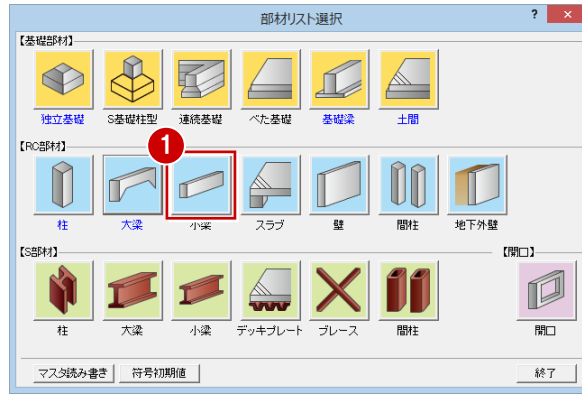 部材リスト選択 ? ×
【基礎部材】
独立基礎 S基礎柱型 連続基礎 べた基礎 基礎梁 土間
1
【RC部材】
柱 大梁 小梁 スラブ 壁 間柱 地下外壁
【S部材】 【開口】
柱 大梁 小梁 デッキプレート ブレース 間柱 開口
マスタ読み書き 符号初期値 終了